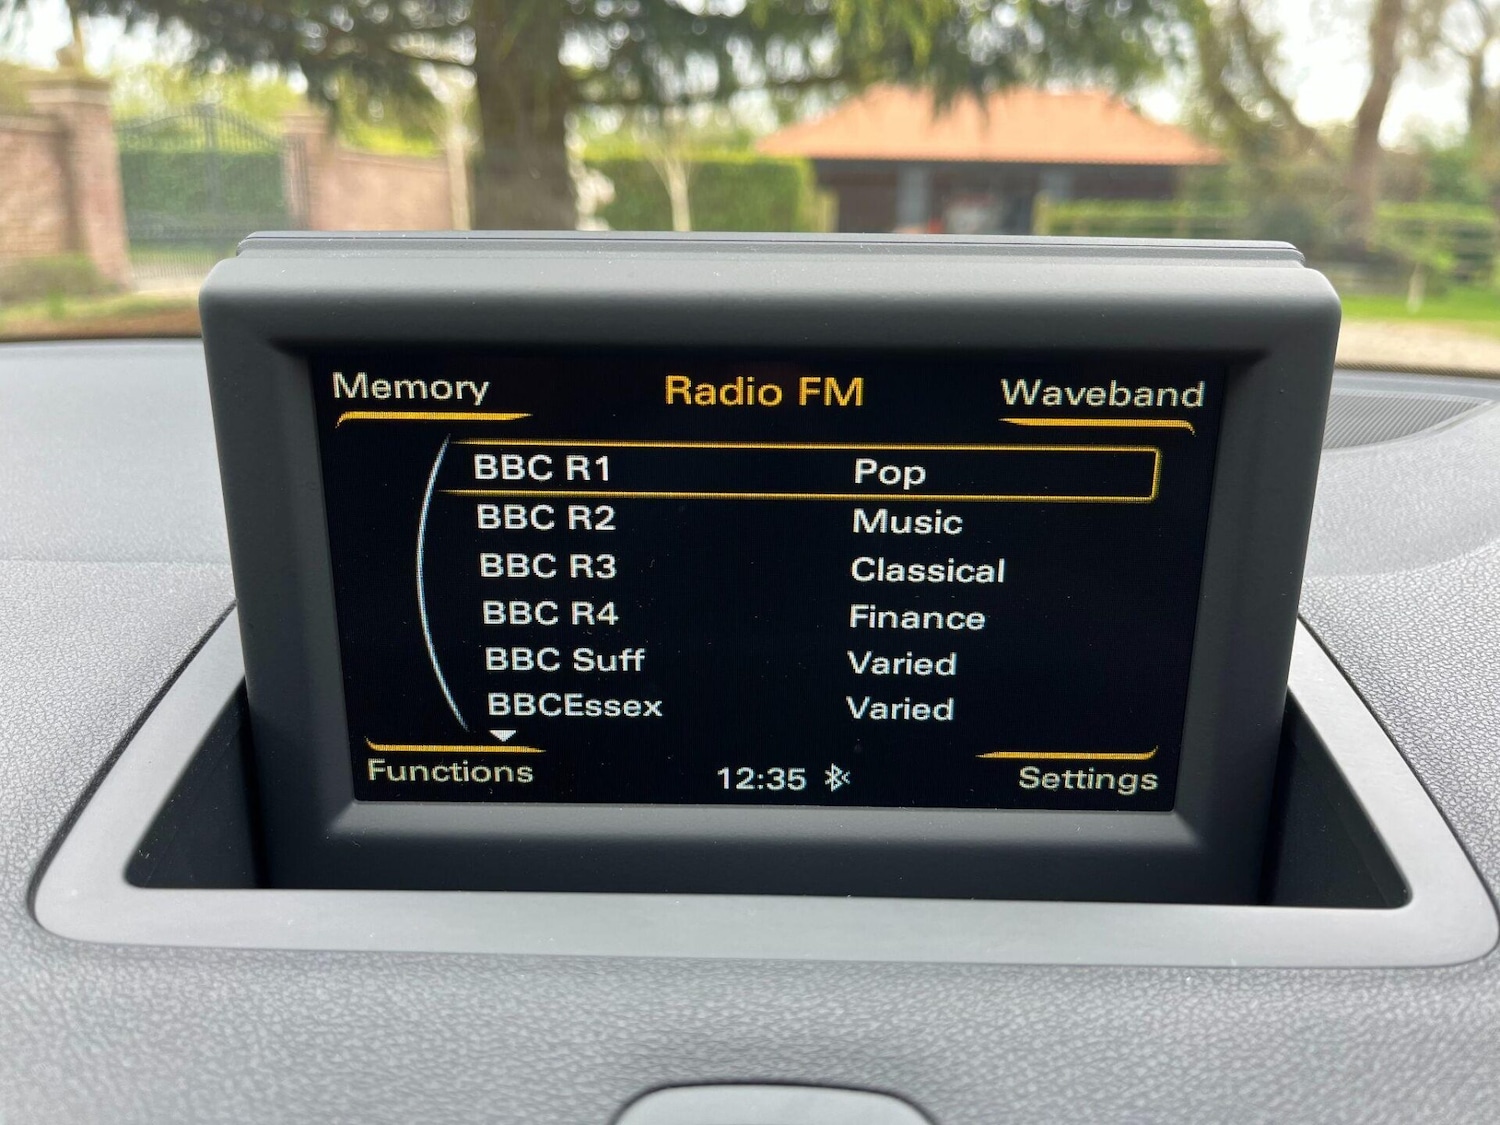 Memory Radio FM Waveband
BBC R1 Pop
BBC R2 Music
BBC R3 Classical
BBC R4 Finance
BBC Suff Varied
BBCEssex Varied
Functions 12:35 Settings